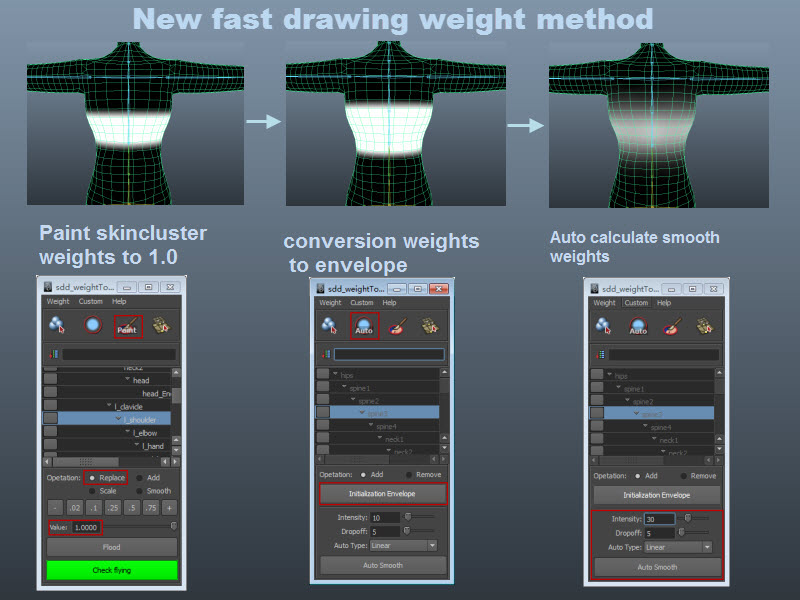 New fast drawing weight method
Paint skincluster
weights to 1.0
conversion weights
to envelope
Auto calculate smooth
weights
sdd_weightTo...
Weight Custom Help
Paint
neck2
head
head_End
l_clavide
l_shoulder
l_elbow
l_hand
Opetation: Replace Add
Scale Smooth
- .02 .1 .25 .5 .75 +
Value: 1.0000
Flood
Check flying
sdd_weightTo...
Weight Custom Help
Auto
hips
spine1
spine2
spine3
spine4
neck1
neck2
Opetation: Add Remove
Initialization Envelope
Intensity: 10
Dropoff: 5
Auto Type: Linear
Auto Smooth
sdd_weightTo...
Weight Custom Help
Auto
hips
spine1
spine2
spine3
spine4
neck1
neck2
Opetation: Add Remove
Initialization Envelope
Intensity: 30
Dropoff: 5
Auto Type: Linear
Auto Smooth